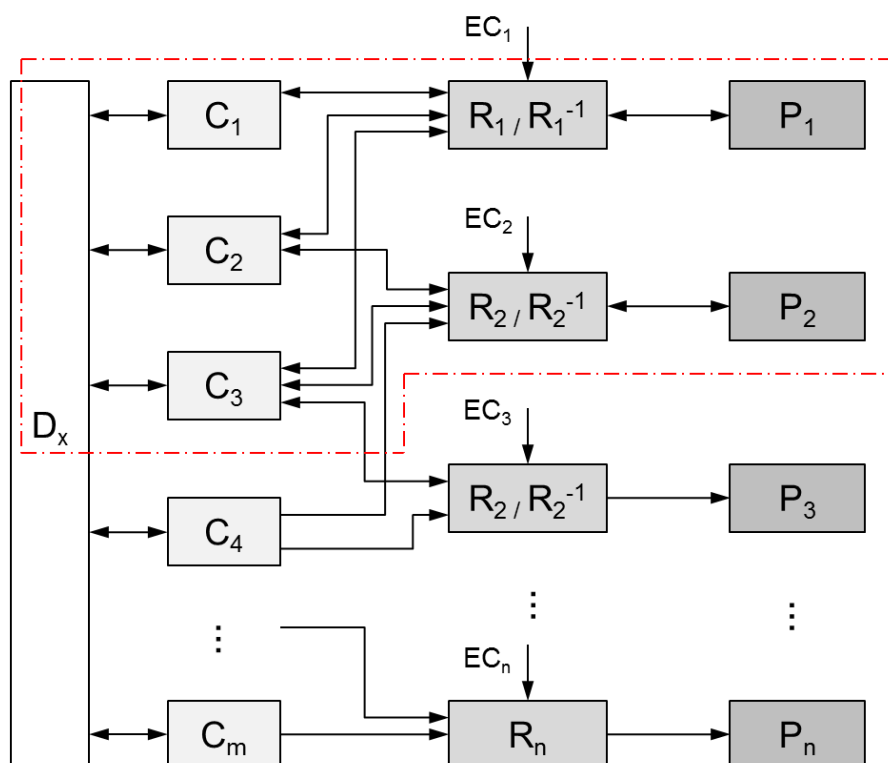 EC₁
C₁
R₁ / R₁⁻¹
P₁
EC₂
C₂
R₂ / R₂⁻¹
P₂
C₃
EC₃
Dₓ
R₂ / R₂⁻¹
P₃
C₄
⋮
⋮
⋮
ECₙ
Cₘ
Rₙ
Pₙ